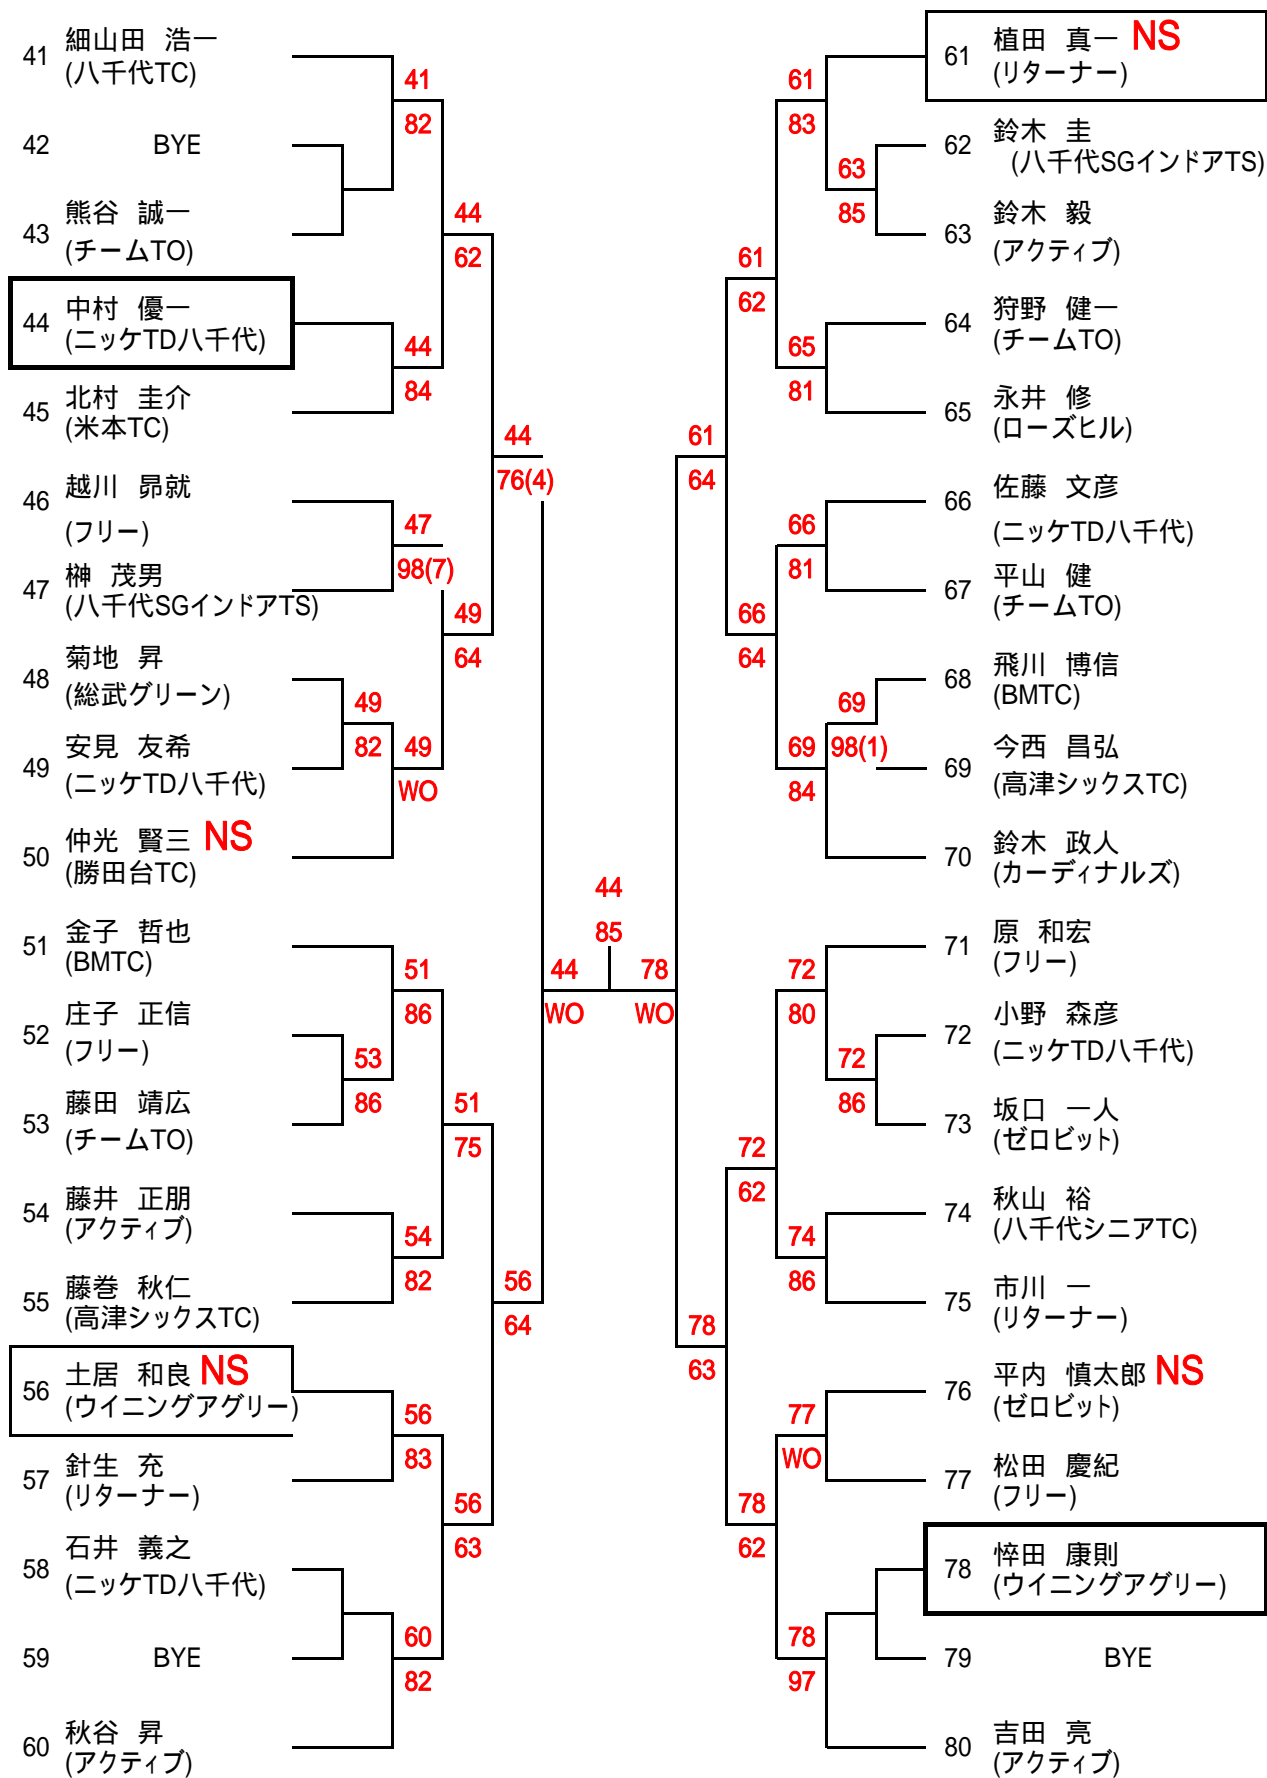 41 細山田 浩一
(八千代TC)
42 BYE
43 熊谷 誠一
(チームTO)
44 中村 優一
(ニッケTD八千代)
45 北村 圭介
(米本TC)
46 越川 昴就
(フリー)
47 榊 茂男
(八千代SGインドアTS)
48 菊地 昇
(総武グリーン)
49 安見 友希
(ニッケTD八千代)
50 仲光 賢三 NS
(勝田台TC)
51 金子 哲也
(BMTC)
52 庄子 正信
(フリー)
53 藤田 靖広
(チームTO)
54 藤井 正朋
(アクティブ)
55 藤巻 秋仁
(高津シックスTC)
56 土居 和良 NS
(ウイニングアグリー)
57 針生 充
(リターナー)
58 石井 義之
(ニッケTD八千代)
59 BYE
60 秋谷 昇
(アクティブ)
41
82
44
84
47
98(7)
49
82
49
WO
51
86
53
86
54
82
56
83
60
82
44
62
49
64
51
75
56
63
44
76(4)
56
64
44
WO
44
85
78
WO
61
64
78
63
61
62
66
64
72
62
78
62
61
83
63
85
65
81
66
81
69
98(1)
69
84
72
80
72
86
74
86
77
WO
78
97
61 植田 真一 NS
(リターナー)
62 鈴木 圭
(八千代SGインドアTS)
63 鈴木 毅
(アクティブ)
64 狩野 健一
(チームTO)
65 永井 修
(ローズヒル)
66 佐藤 文彦
(ニッケTD八千代)
67 平山 健
(チームTO)
68 飛川 博信
(BMTC)
69 今西 昌弘
(高津シックスTC)
70 鈴木 政人
(カーディナルズ)
71 原 和宏
(フリー)
72 小野 森彦
(ニッケTD八千代)
73 坂口 一人
(ゼロビット)
74 秋山 裕
(八千代シニアTC)
75 市川 一
(リターナー)
76 平内 慎太郎 NS
(ゼロビット)
77 松田 慶紀
(フリー)
78 悴田 康則
(ウイニングアグリー)
79 BYE
80 吉田 亮
(アクティブ)